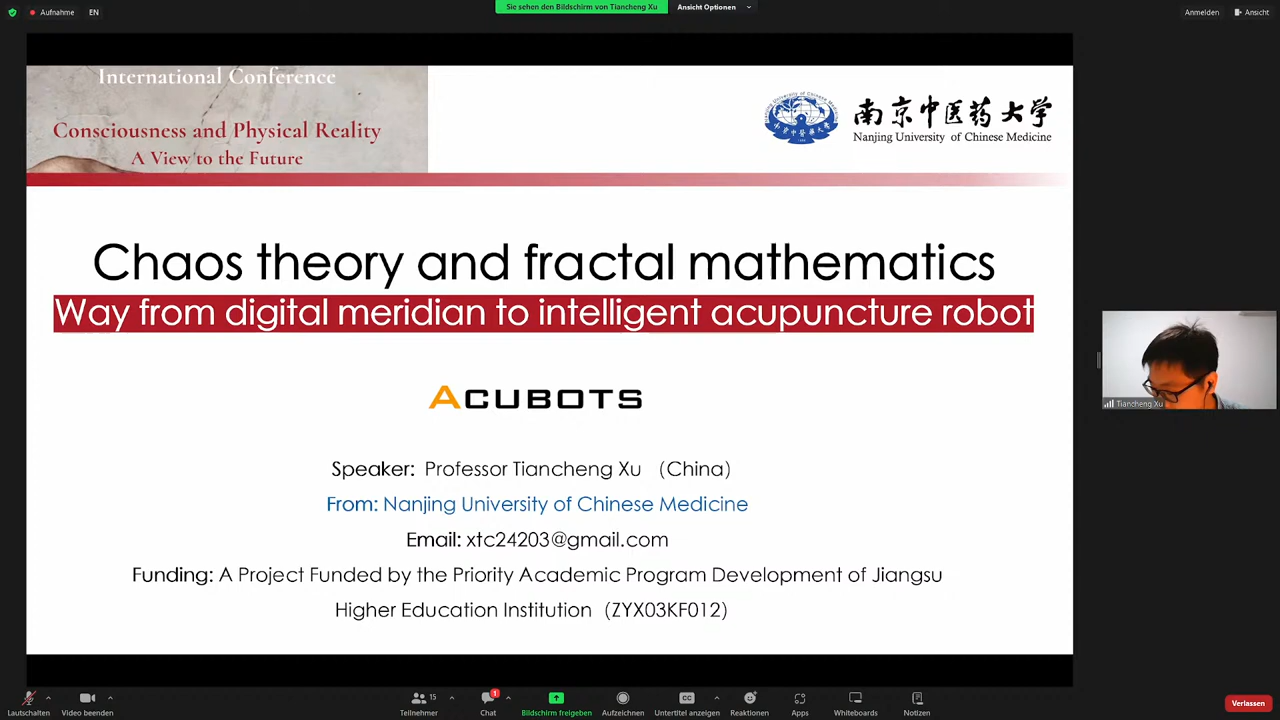 Aufnahme
EN
Sie sehen den Bildschirm von Tiancheng Xu
Ansicht Optionen
Anmelden
Ansicht
International Conference
Consciousness and Physical Reality
A View to the Future
南京中医药大学
Nanjing University of Chinese Medicine
Chaos theory and fractal mathematics
Way from digital meridian to intelligent acupuncture robot
ACUBOTS
Speaker: Professor Tiancheng Xu （China）
From: Nanjing University of Chinese Medicine
Email: xtc24203@gmail.com
Funding: A Project Funded by the Priority Academic Program Development of Jiangsu
Higher Education Institution（ZYX03KF012）
Tiancheng Xu
Lautschalten
Video beenden
15
Teilnehmer
1
Chat
Bildschirm freigeben
Aufzeichnen
CC
Untertitel anzeigen
Reaktionen
Apps
Whiteboards
Notizen
Verlassen